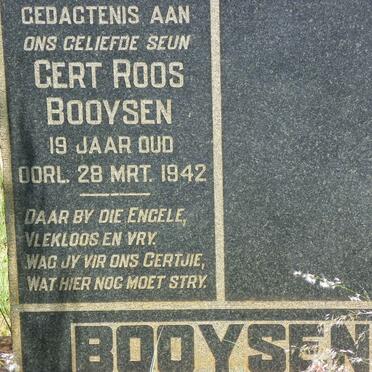 GEDAGTENIS AAN
ONS GELIEFDE SEUN
GERT ROOS
BOOYSEN
19 JAAR OUD
OORL. 28 MRT. 1942
DAAR BY DIE ENGELE,
VLEKLOOS EN VRY.
WAG JY VIR ONS GERTJIE,
WAT HIER NOG MOET STRY.
BOOYSEN